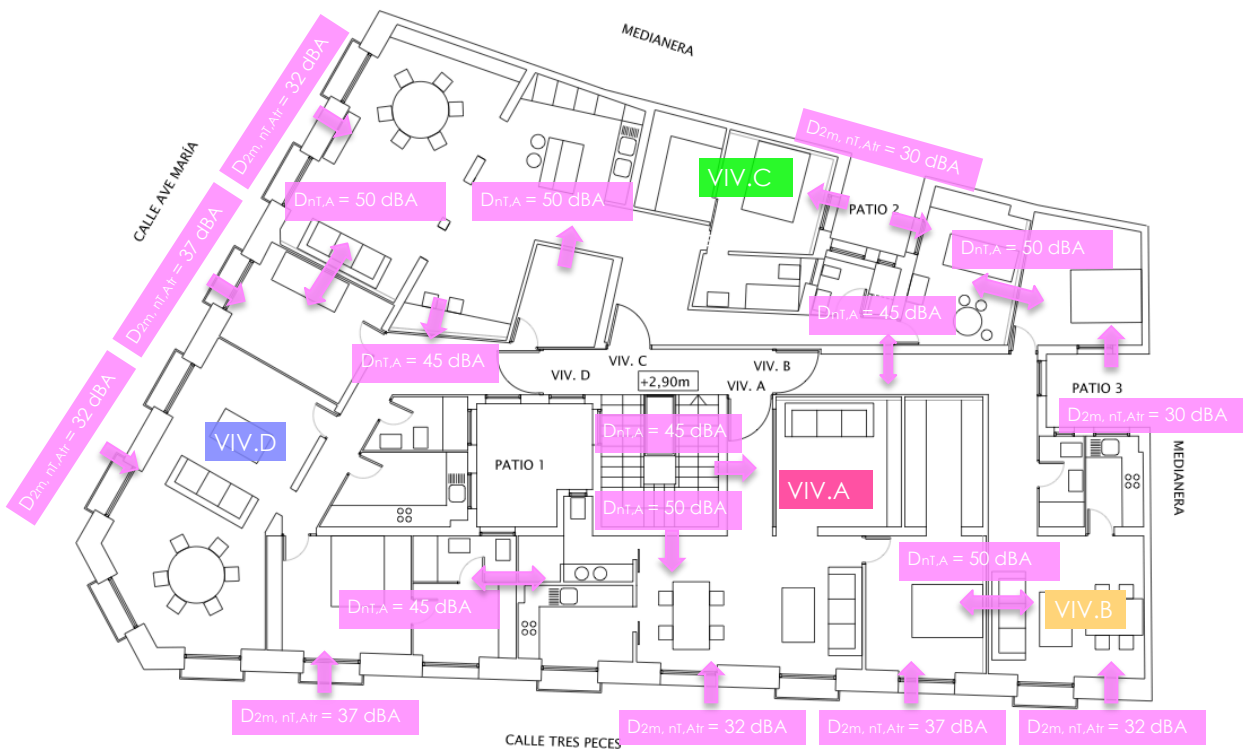 MEDIANERA
D2m, nT,Atr = 32 dBA
D2m, nT,Atr = 30 dBA
VIV.C
CALLE AVE MARÍA
DnT,A = 50 dBA
DnT,A = 50 dBA
PATIO 2
D2m, nT,Atr = 37 dBA
DnT,A = 50 dBA
DnT,A = 45 dBA
DnT,A = 45 dBA
VIV. C
VIV. B
VIV. D
+2,90m
VIV. A
PATIO 3
D2m, nT,Atr = 30 dBA
D2m, nT,Atr = 32 dBA
VIV.D
DnT,A = 45 dBA
PATIO 1
VIV.A
MEDIANERA
DnT,A = 50 dBA
DnT,A = 50 dBA
DnT,A = 45 dBA
VIV.B
D2m, nT,Atr = 37 dBA
D2m, nT,Atr = 32 dBA
D2m, nT,Atr = 37 dBA
D2m, nT,Atr = 32 dBA
CALLE TRES PECES